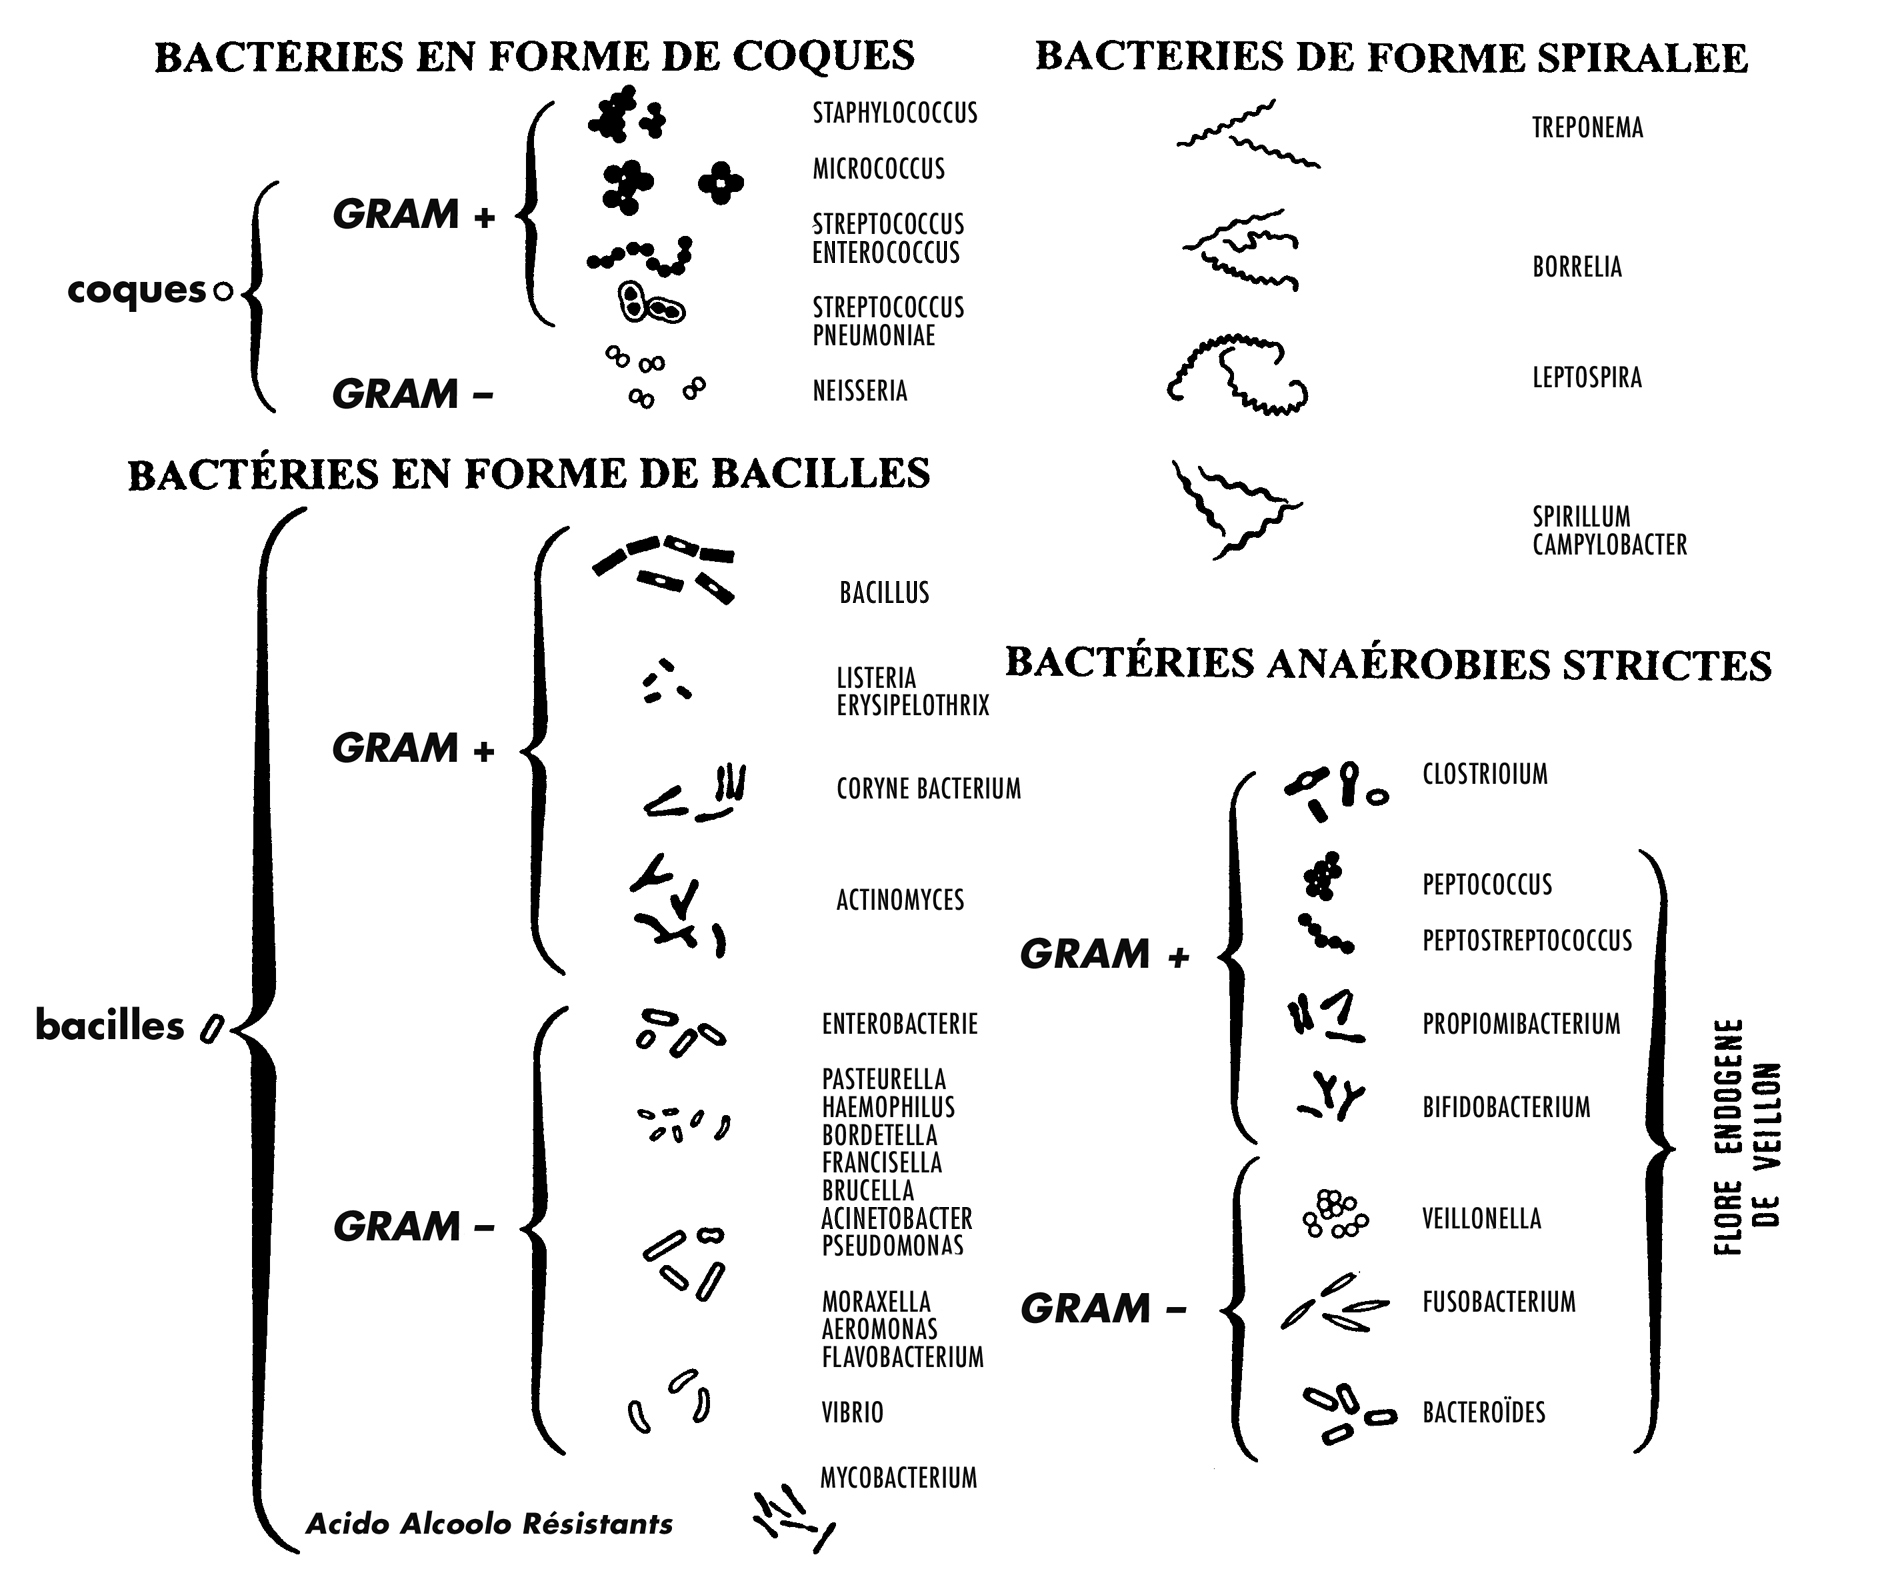 BACTÉRIES EN FORME DE COQUES
coques
GRAM +
STAPHYLOCOCCUS
MICROCOCCUS
STREPTOCOCCUS
ENTEROCOCCUS
STREPTOCOCCUS
PNEUMONIAE
GRAM –
NEISSERIA
BACTÉRIES EN FORME DE BACILLES
bacilles
GRAM +
BACILLUS
LISTERIA
ERYSIPELOTHRIX
CORYNE BACTERIUM
ACTINOMYCES
GRAM –
ENTEROBACTERIE
PASTEURELLA
HAEMOPHILUS
BORDETELLA
FRANCISELLA
BRUCELLA
ACINETOBACTER
PSEUDOMONAS
MORAXELLA
AEROMONAS
FLAVOBACTERIUM
VIBRIO
Acido Alcoolo Résistants
MYCOBACTERIUM
BACTERIES DE FORME SPIRALEE
TREPONEMA
BORRELIA
LEPTOSPIRA
SPIRILLUM
CAMPYLOBACTER
BACTÉRIES ANAÉROBIES STRICTES
GRAM +
CLOSTRIOIUM
PEPTOCOCCUS
PEPTOSTREPTOCOCCUS
PROPIOMIBACTERIUM
BIFIDOBACTERIUM
GRAM –
VEILLONELLA
FUSOBACTERIUM
BACTEROÏDES
FLORE ENDOGENE
DE VEILLON